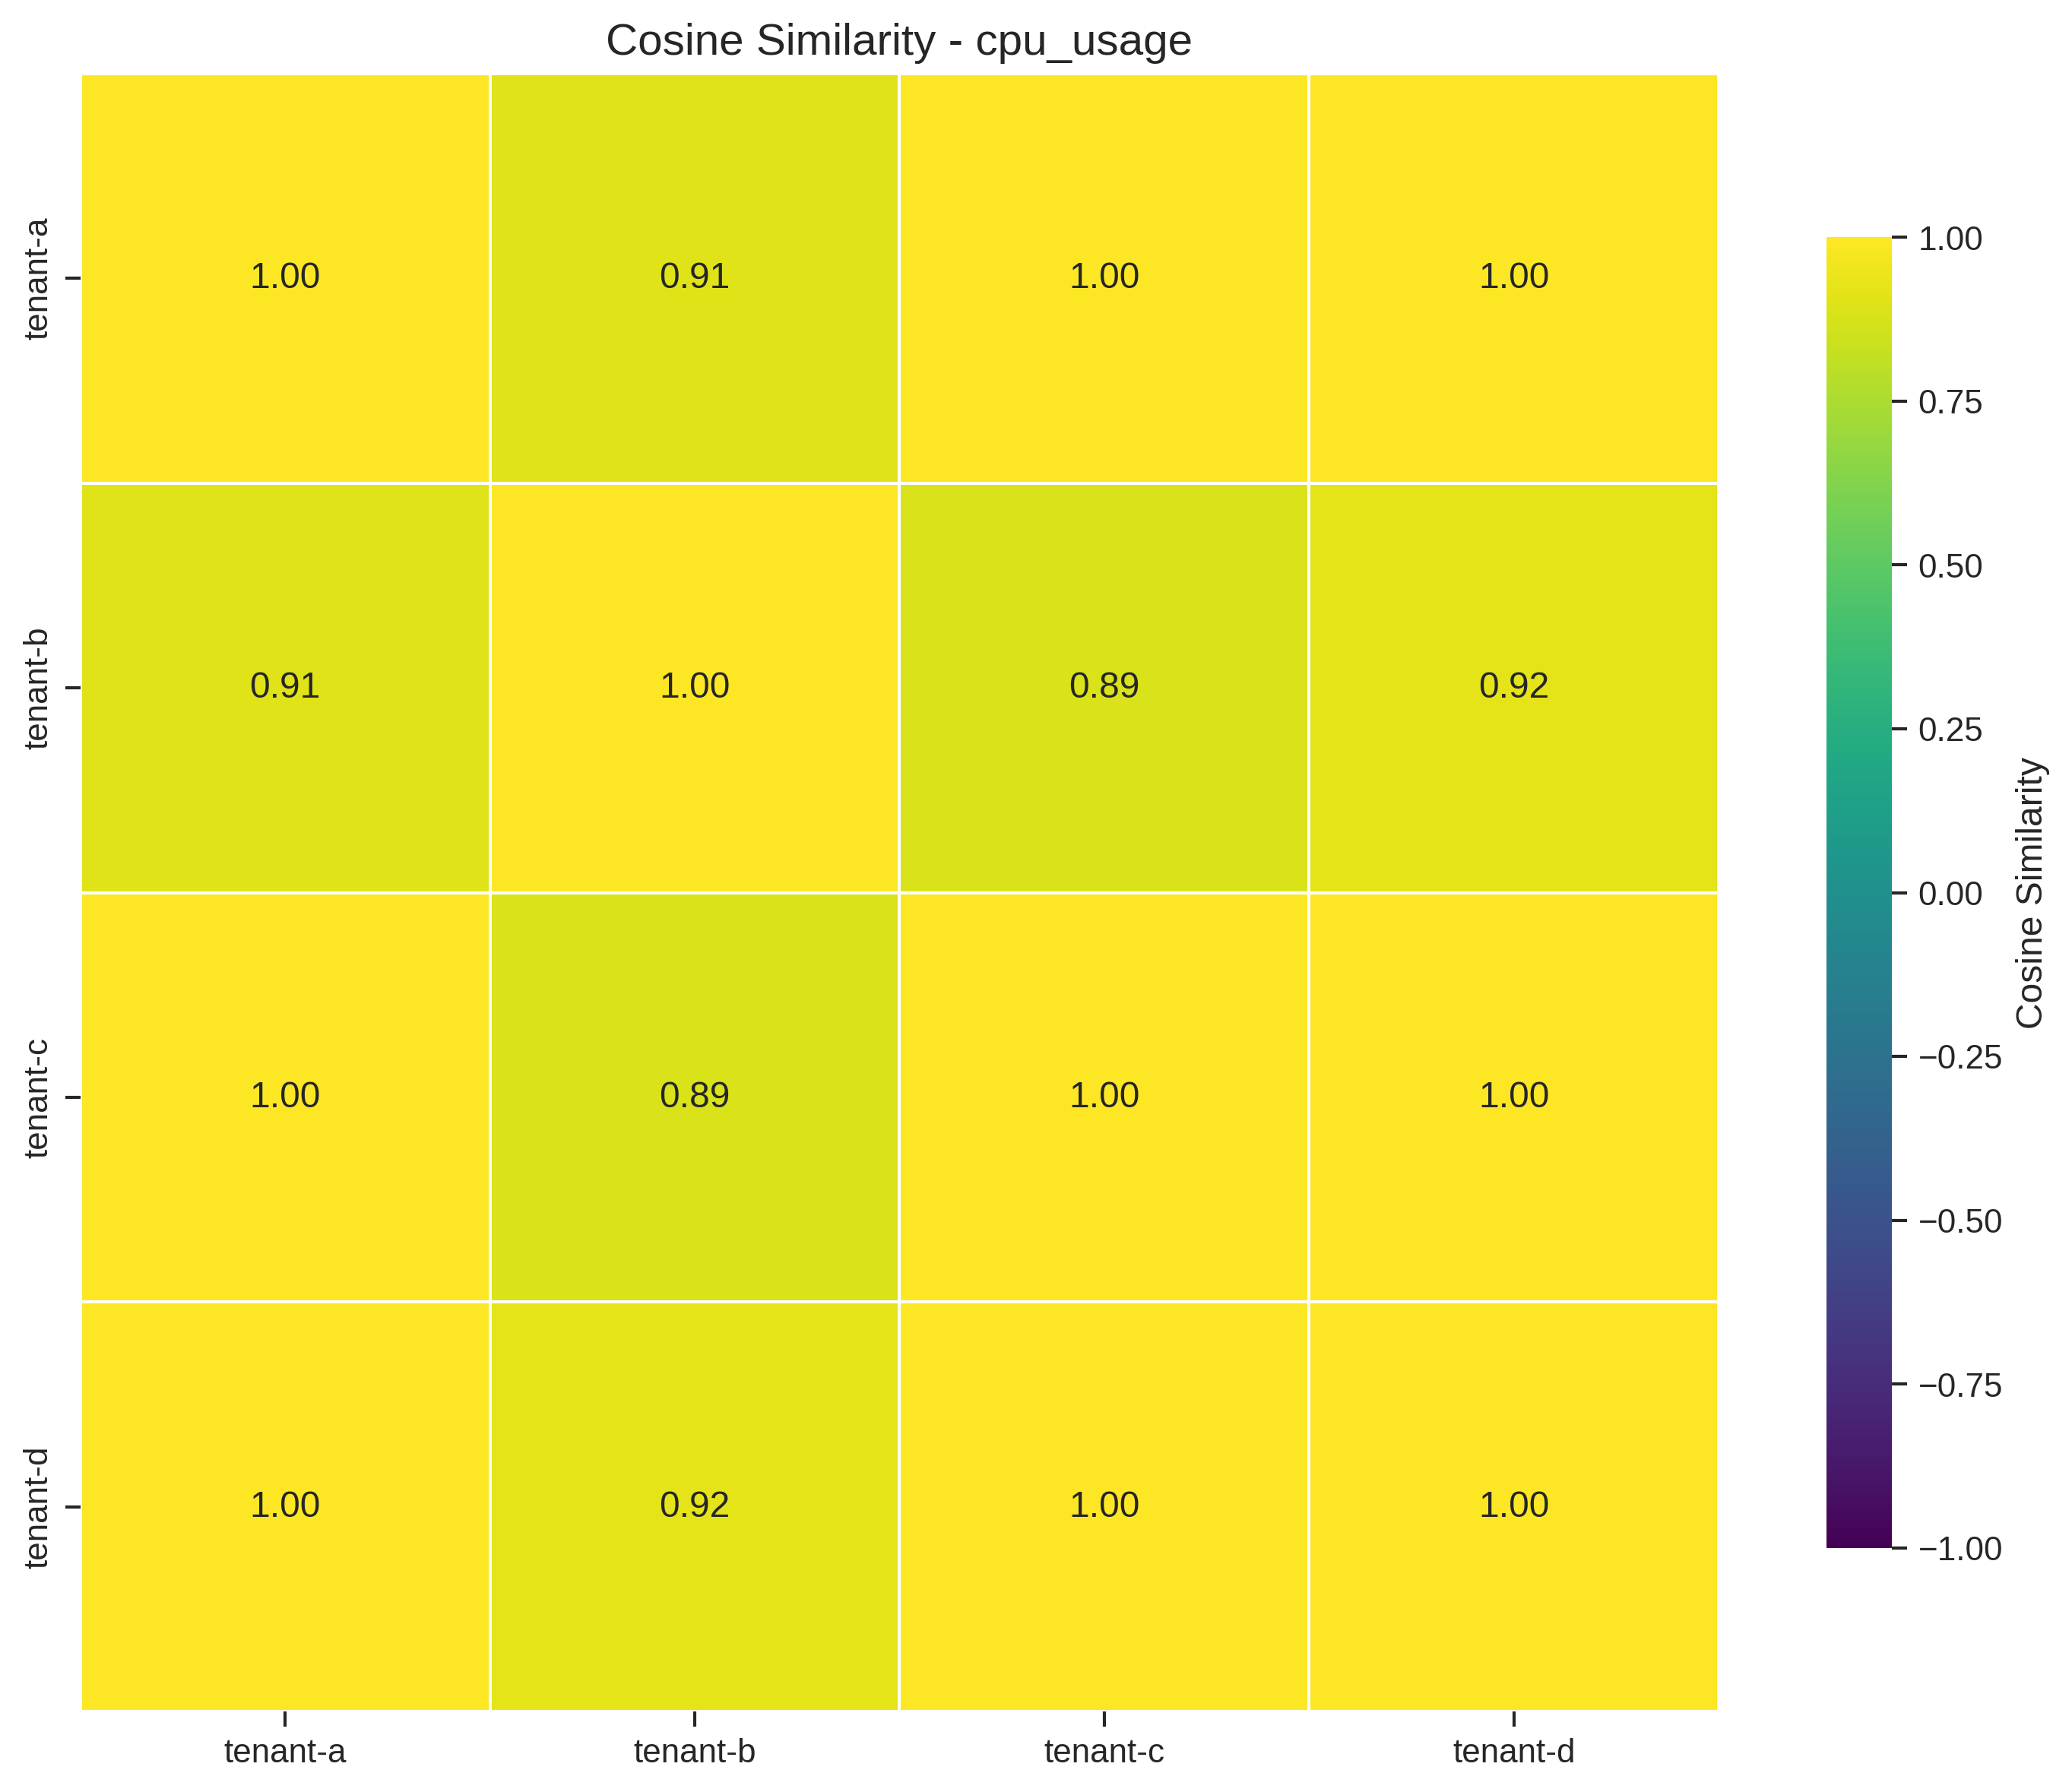 Cosine Similarity - cpu_usage
tenant-a
1.00
0.91
1.00
1.00
tenant-b
0.91
1.00
0.89
0.92
tenant-c
1.00
0.89
1.00
1.00
tenant-d
1.00
0.92
1.00
1.00
tenant-a
tenant-b
tenant-c
tenant-d
1.00
0.75
0.50
0.25
0.00
−0.25
−0.50
−0.75
−1.00
Cosine Similarity